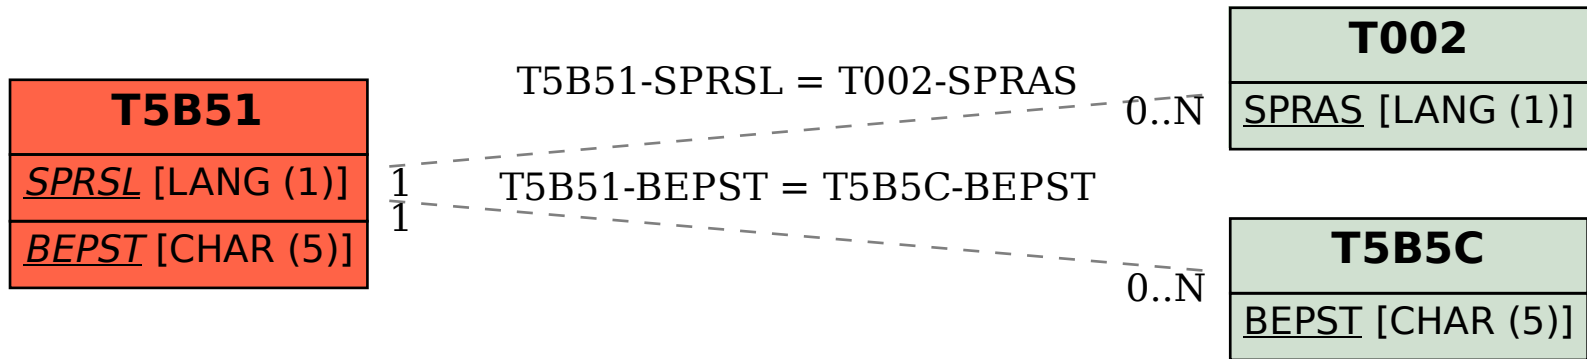 T5B51
SPRSL [LANG (1)]
BEPST [CHAR (5)]
T5B51-SPRSL = T002-SPRAS
0..N
1
T5B51-BEPST = T5B5C-BEPST
1
0..N
T002
SPRAS [LANG (1)]
T5B5C
BEPST [CHAR (5)]